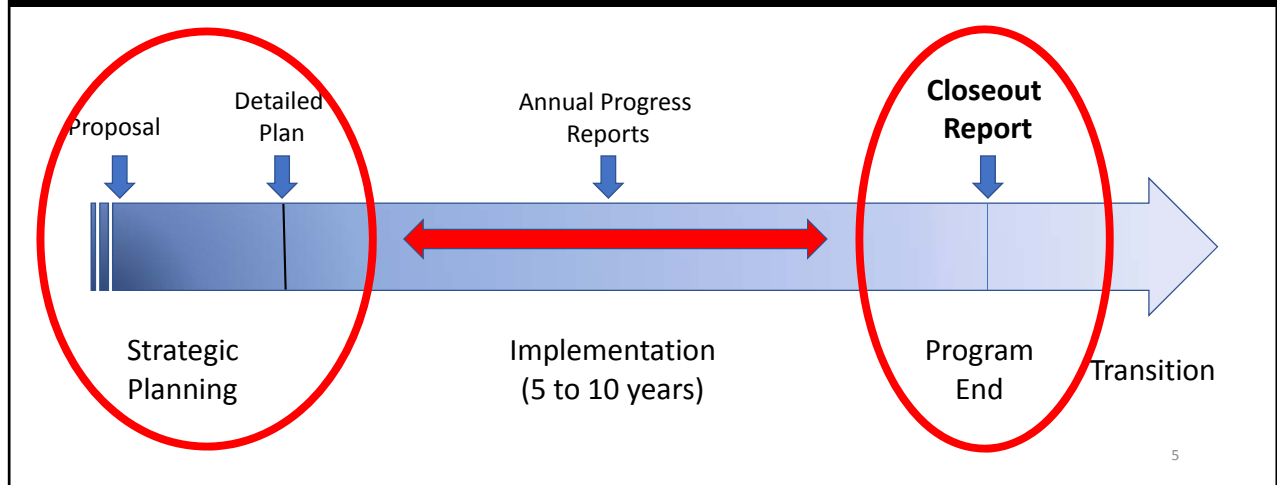 Proposal
Detailed
Plan
Annual Progress
Reports
Closeout
Report
Strategic
Planning
Implementation
(5 to 10 years)
Program
End
Transition
5